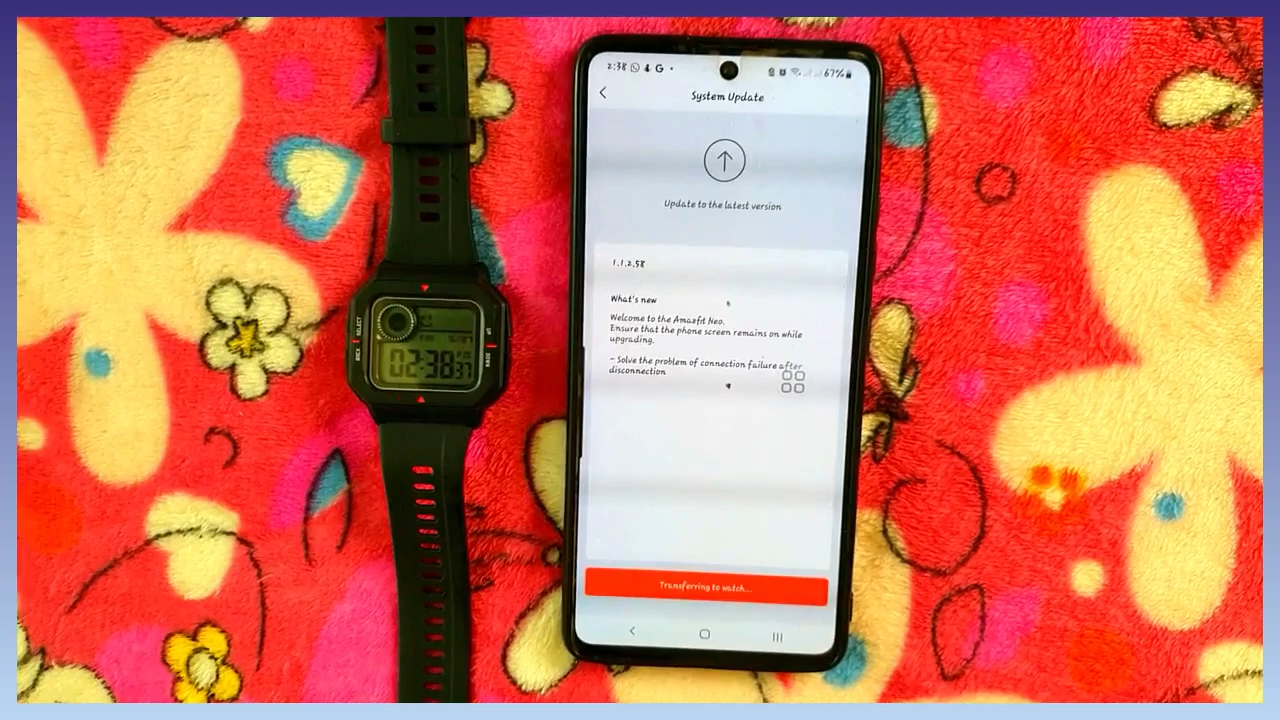 SELECT
BACK
UP
02:38 37
2:38 G 67%
System Update
Update to the latest version
1.1.2.58
What's new
Welcome to the Amazfit Neo.
Ensure that the phone screen remains on while
upgrading.
- Solve the problem of connection failure after
disconnection
Transferring to watch...